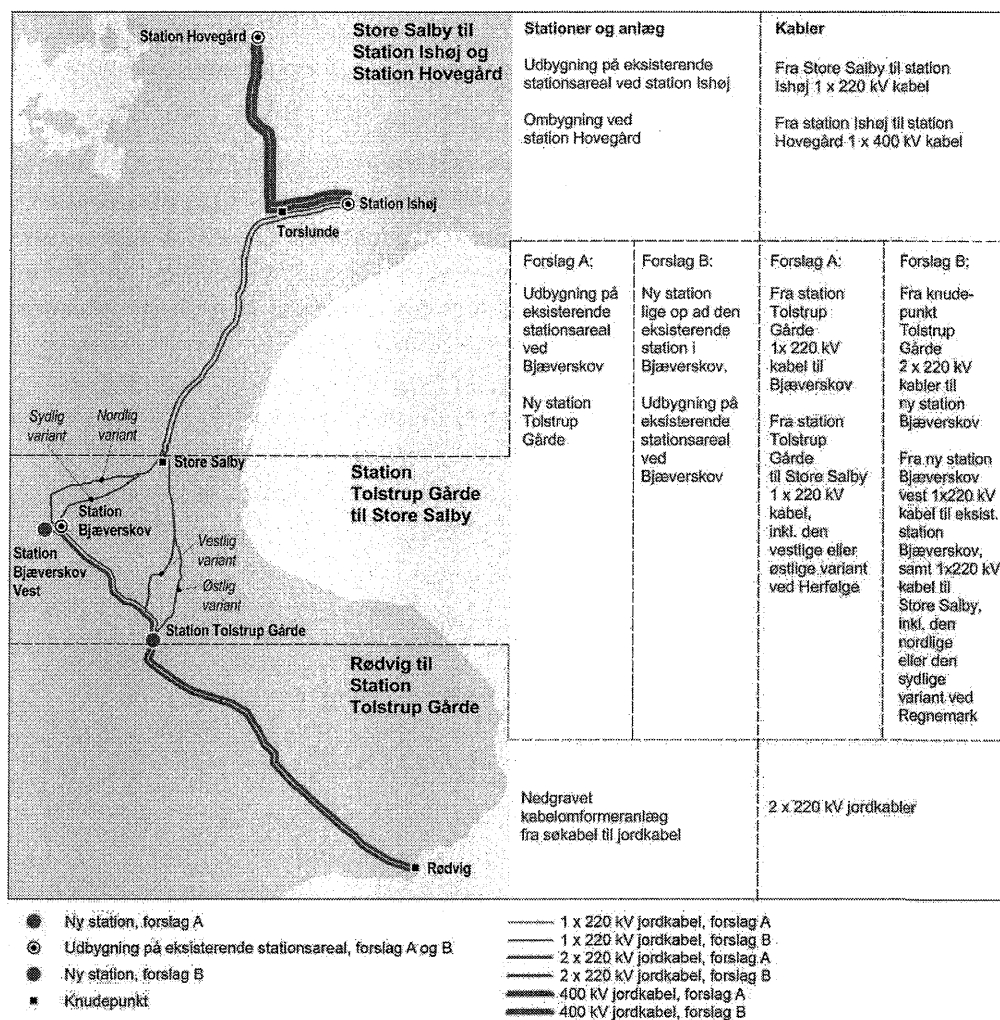 Station Hovegård
Store Salby til
Station Ishøj og
Station Hovegård
Station Ishøj
Torslunde
Sydlig
variant
Nordlig
variant
Store Salby
Station
Tolstrup Gårde
til Store Salby
Station
Bjæverskov
Station
Bjæverskov
Vest
Vestlig
variant
Østlig
variant
Station Tolstrup Gårde
Rødvig til
Station
Tolstrup Gårde
Rødvig
Stationer og anlæg
Udbygning på eksisterende
stationsareal ved station Ishøj
Ombygning ved
station Hovegård
Kabler
Fra Store Salby til station
Ishøj 1 x 220 kV kabel
Fra station Ishøj til station
Hovegård 1 x 400 kV kabel
Forslag A:
Udbygning på
eksisterende
stationsareal
ved
Bjæverskov
Ny station
Tolstrup
Gårde
Forslag B:
Ny station
lige op ad den
eksisterende
station i
Bjæverskov.
Udbygning på
eksisterende
stationsareal
ved
Bjæverskov
Forslag A:
Fra station
Tolstrup
Gårde
1x 220 kV
kabel til
Bjæverskov
Fra station
Tolstrup
Gårde
til Store Salby
1 x 220 kV
kabel,
inkl. den
vestlige eller
østlige variant
ved Herfølge
Forslag B:
Fra knude-
punkt
Tolstrup
Gårde
2 x 220 kV
kabler til
ny station
Bjæverskov
Fra ny station
Bjæverskov
vest 1x220 kV
kabel til eksist.
station
Bjæverskov,
samt 1x220 kV
kabel til
Store Salby,
inkl. den
nordlige
eller den
sydlige
variant ved
Regnemark
Nedgravet
kabelomformeranlæg
fra søkabel til jordkabel
2 x 220 kV jordkabler
Ny station, forslag A
Udbygning på eksisterende stationsareal, forslag A og B
Ny station, forslag B
Knudepunkt
1 x 220 kV jordkabel, forslag A
1 x 220 kV jordkabel, forslag B
2 x 220 kV jordkabel, forslag A
2 x 220 kV jordkabel, forslag B
400 kV jordkabel, forslag A
400 kV jordkabel, forslag B